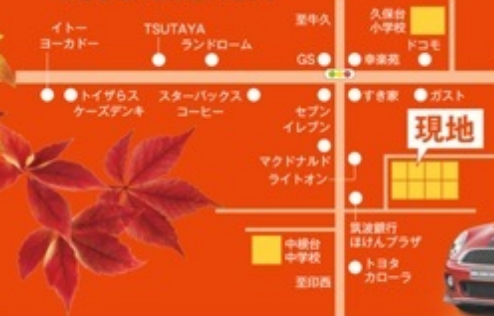 至牛久
久保台
小学校
イトー
ヨーカドー
TSUTAYA
ランドローム
GS
幸楽苑
ドコモ
トイザらス
ケーズデンキ
スターバックス
コーヒー
セブン
イレブン
すき家
ガスト
現地
マクドナルド
ライトオン
筑波銀行
ほけんプラザ
中根台
中学校
トヨタ
カローラ
至印西